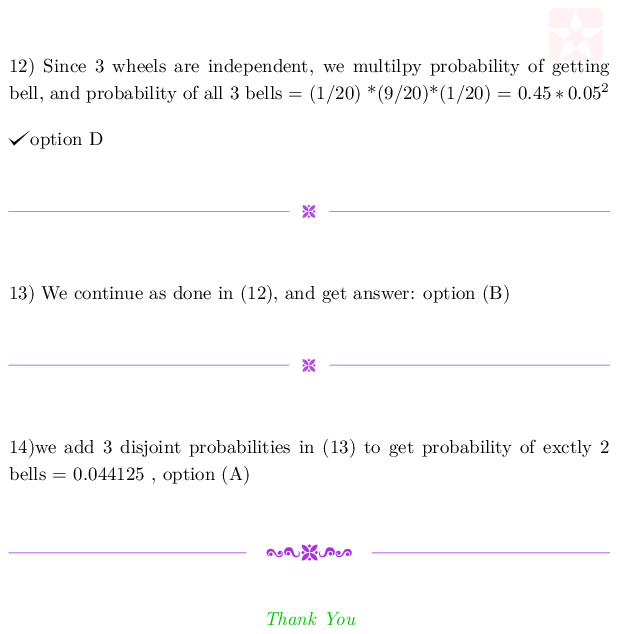 12) Since 3 wheels are independent, we multilpy probability of getting
bell, and probability of all 3 bells = (1/20) *(9/20)*(1/20) = 0.45 ∗ 0.05²
✓option D
13) We continue as done in (12), and get answer: option (B)
14)we add 3 disjoint probabilities in (13) to get probability of exctly 2
bells = 0.044125 , option (A)
Thank You